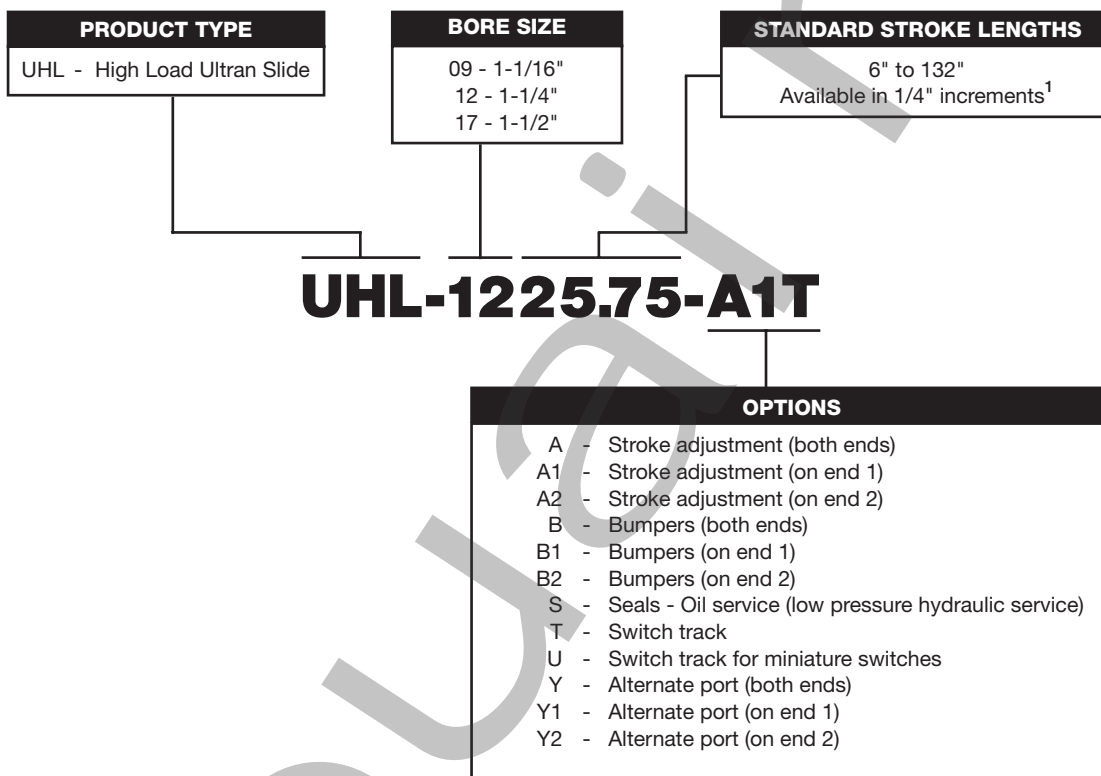 PRODUCT TYPE
UHL - High Load Ultran Slide
BORE SIZE
09 - 1-1/16"
12 - 1-1/4"
17 - 1-1/2"
STANDARD STROKE LENGTHS
6" to 132"
Available in 1/4" increments1
UHL-1225.75-A1T
OPTIONS
A - Stroke adjustment (both ends)
A1 - Stroke adjustment (on end 1)
A2 - Stroke adjustment (on end 2)
B - Bumpers (both ends)
B1 - Bumpers (on end 1)
B2 - Bumpers (on end 2)
S - Seals - Oil service (low pressure hydraulic service)
T - Switch track
U - Switch track for miniature switches
Y - Alternate port (both ends)
Y1 - Alternate port (on end 1)
Y2 - Alternate port (on end 2)